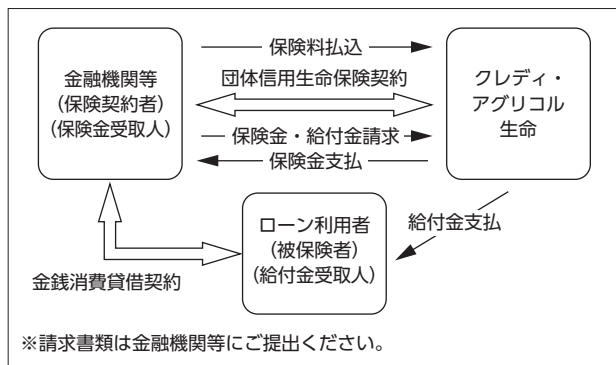 保険料払込
団体信用生命保険契約
保険金・給付金請求
保険金支払
金融機関等
(保険契約者)
(保険金受取人)
クレディ・
アグリコル
生命
ローン利用者
(被保険者)
(給付金受取人)
給付金支払
金銭消費貸借契約
※請求書類は金融機関等にご提出ください。